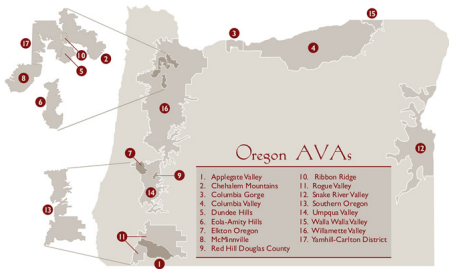 15
3
17
4
10
5
2
8
6
16
7
9
14
12
13
11
1
Oregon AVAs
1. Applegate Valley
2. Chehalem Mountains
3. Columbia Gorge
4. Columbia Valley
5. Dundee Hills
6. Eola-Amity Hills
7. Elkton Oregon
8. McMinnville
9. Red Hill Douglas County
10. Ribbon Ridge
11. Rogue Valley
12. Snake River Valley
13. Southern Oregon
14. Umpqua Valley
15. Walla Walla Valley
16. Willamette Valley
17. Yamhill-Carlton District